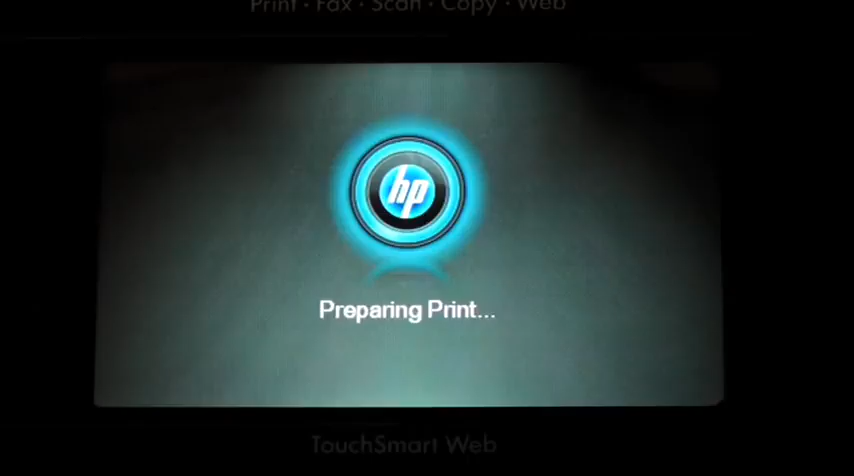 Print · Fax · Scan · Copy · Web
hp
Preparing Print...
TouchSmart Web